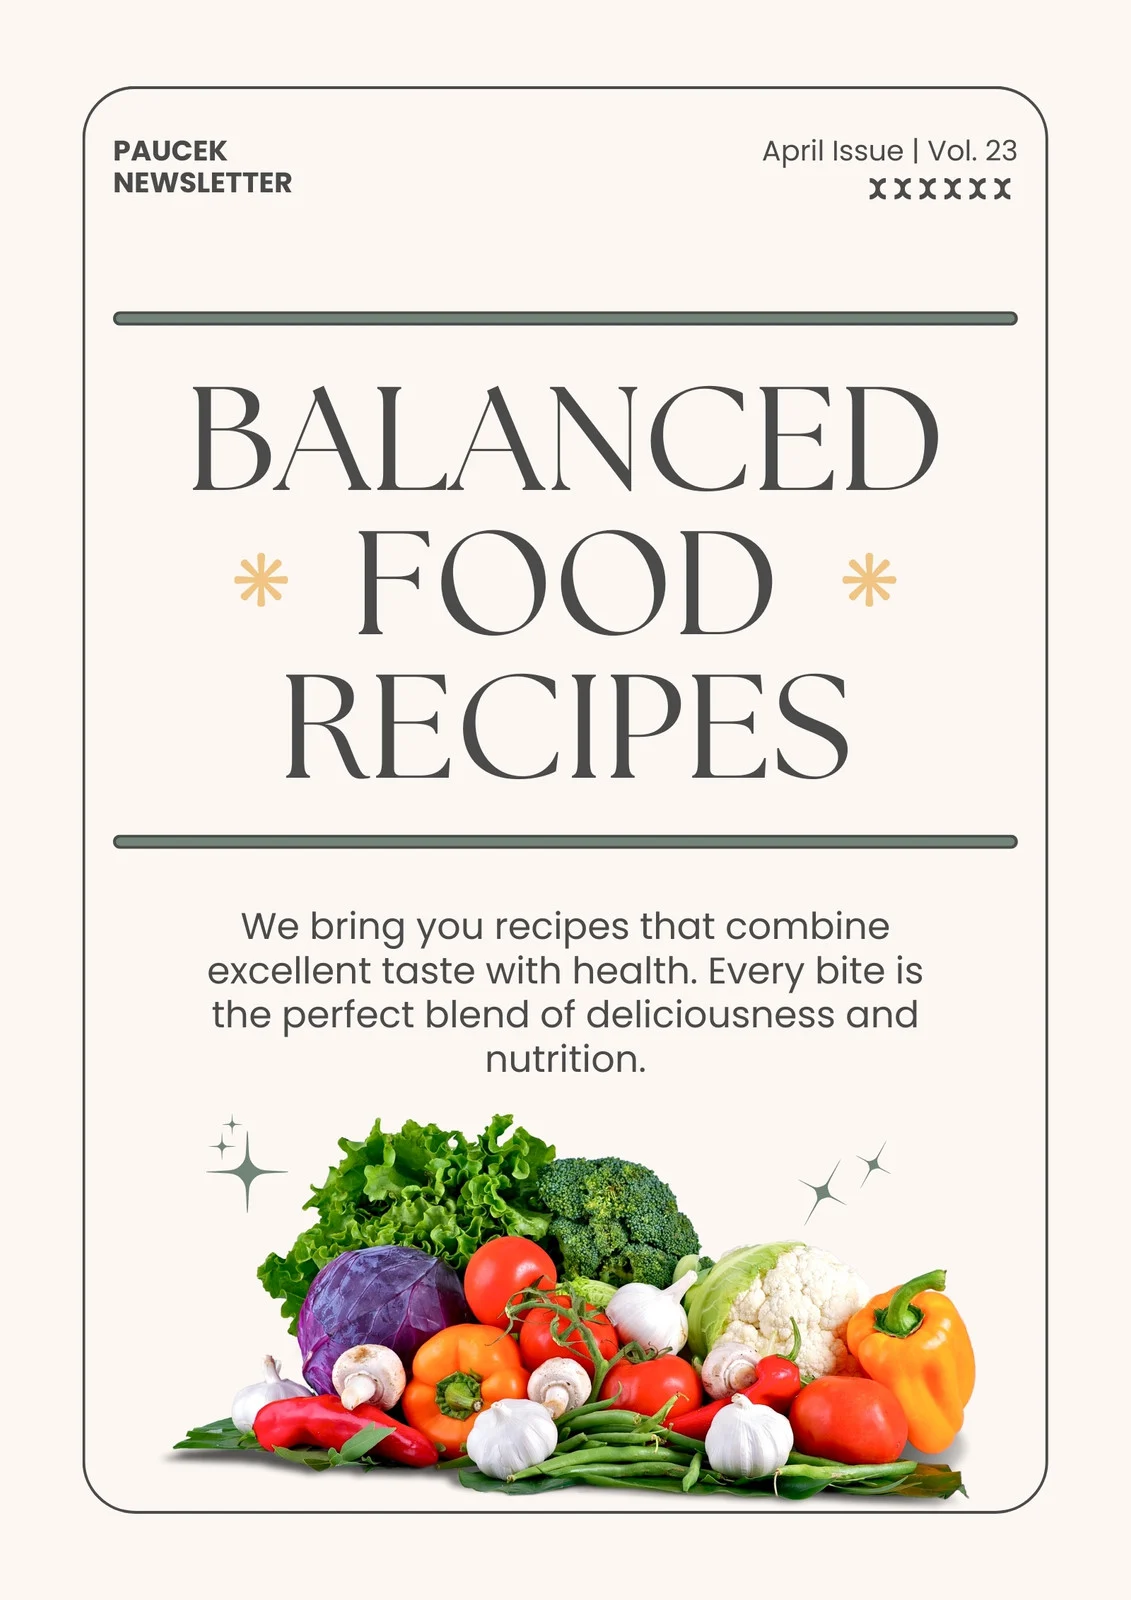 PAUCEK
NEWSLETTER
April Issue | Vol. 23
BALANCED
FOOD
RECIPES
We bring you recipes that combine
excellent taste with health. Every bite is
the perfect blend of deliciousness and
nutrition.